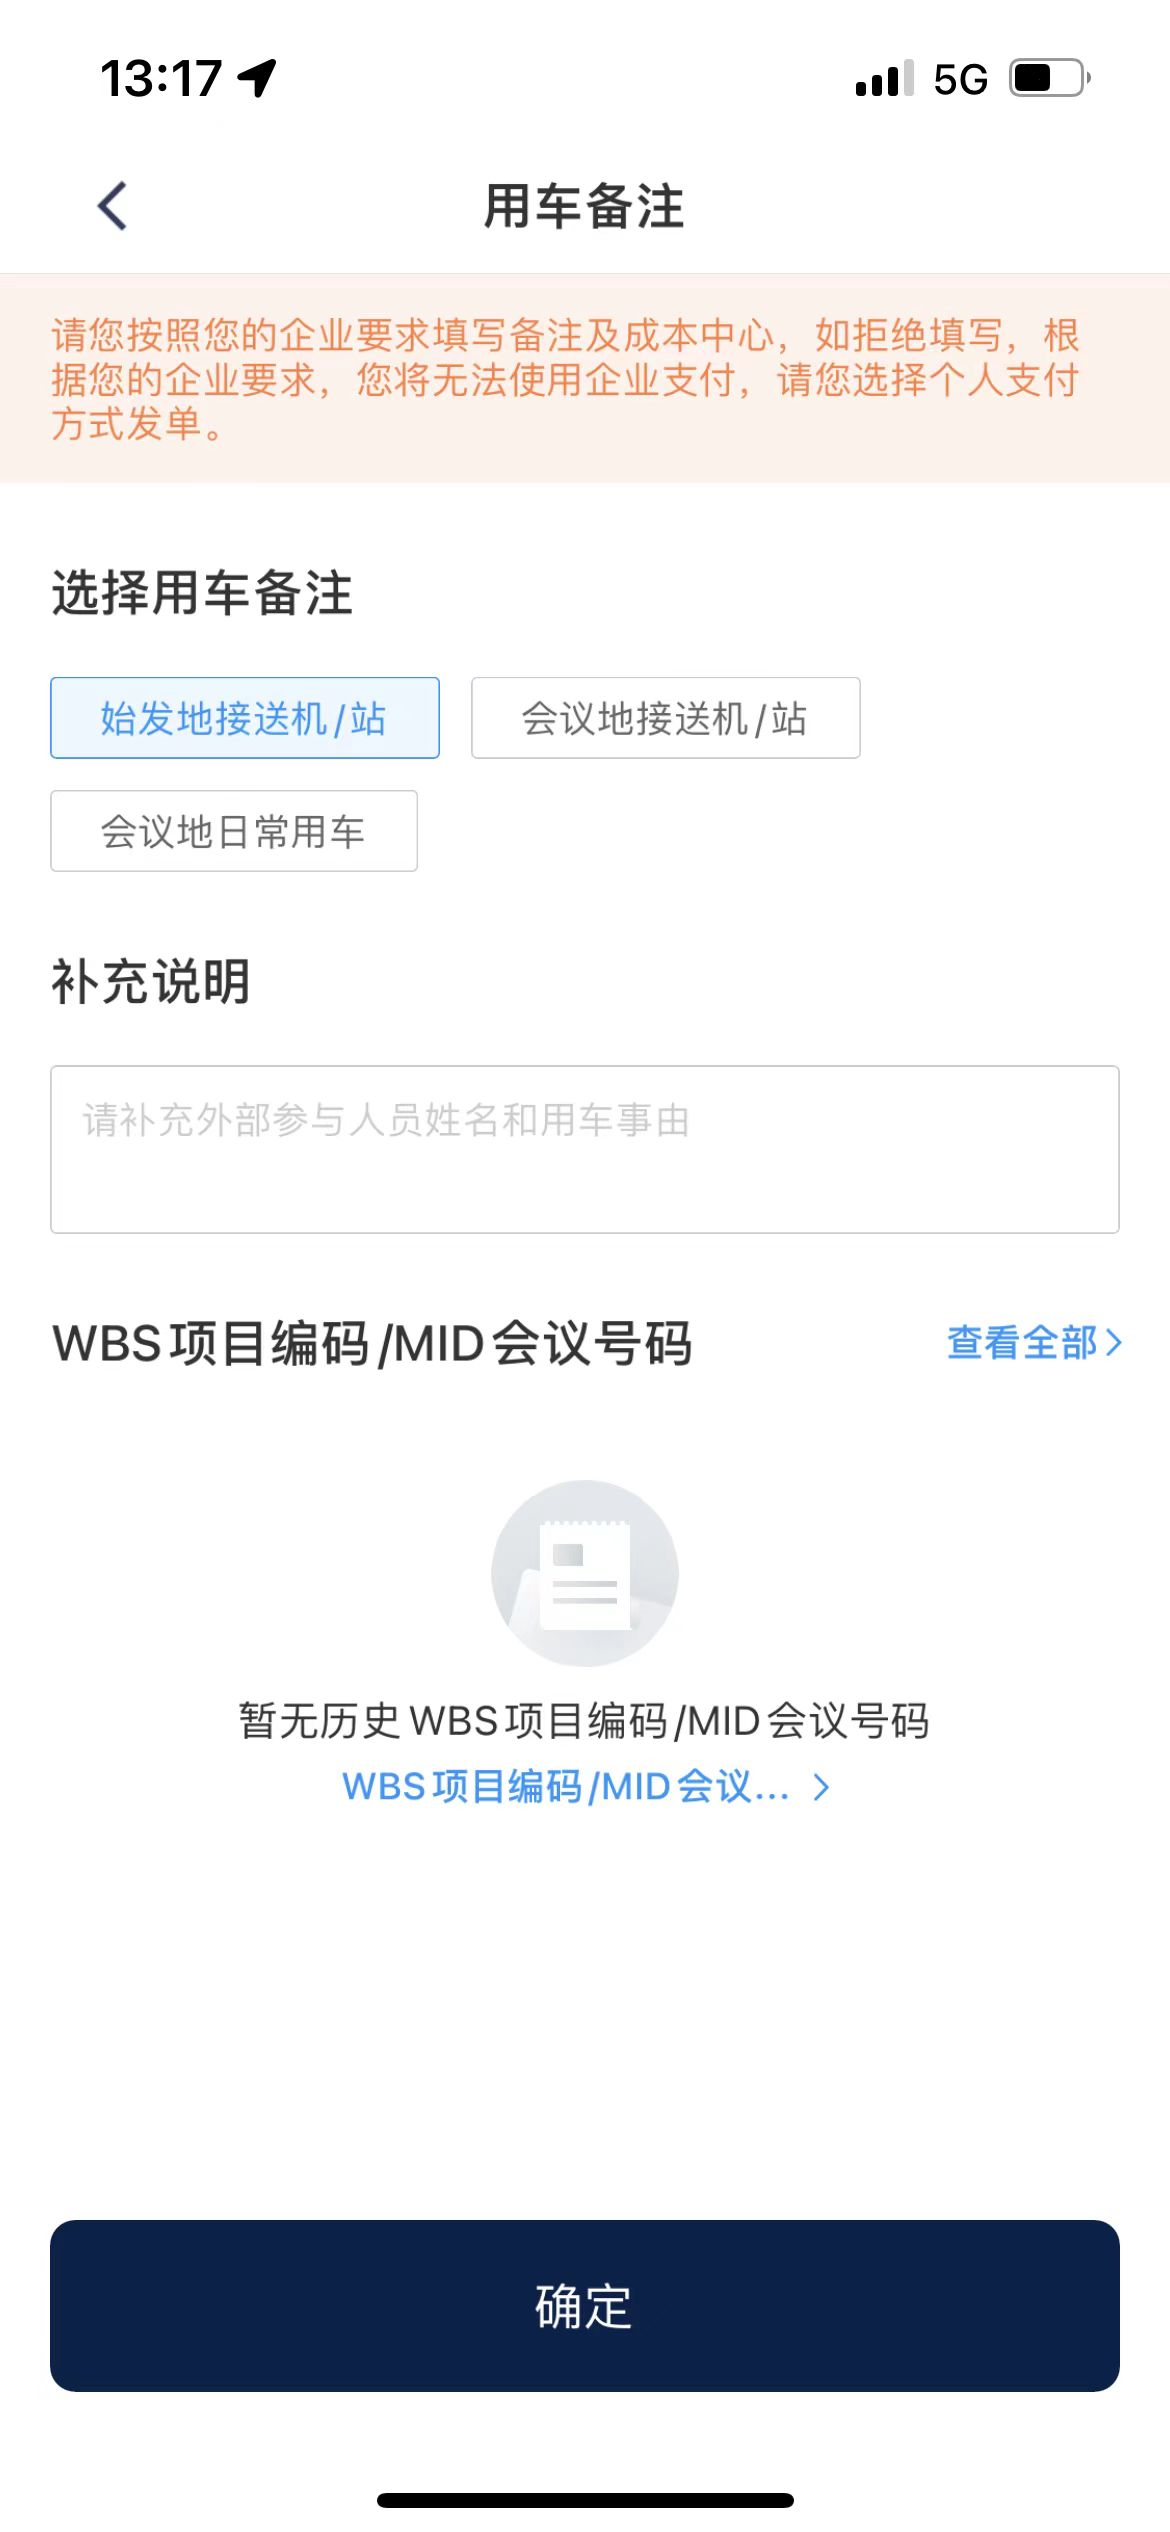 13:17
5G
用车备注
请您按照您的企业要求填写备注及成本中心，如拒绝填写，根
据您的企业要求，您将无法使用企业支付，请您选择个人支付
方式发单。
选择用车备注
始发地接送机/站
会议地接送机/站
会议地日常用车
补充说明
请补充外部参与人员姓名和用车事由
WBS项目编码/MID会议号码
查看全部
暂无历史WBS项目编码/MID会议号码
WBS项目编码/MID会议...
确定